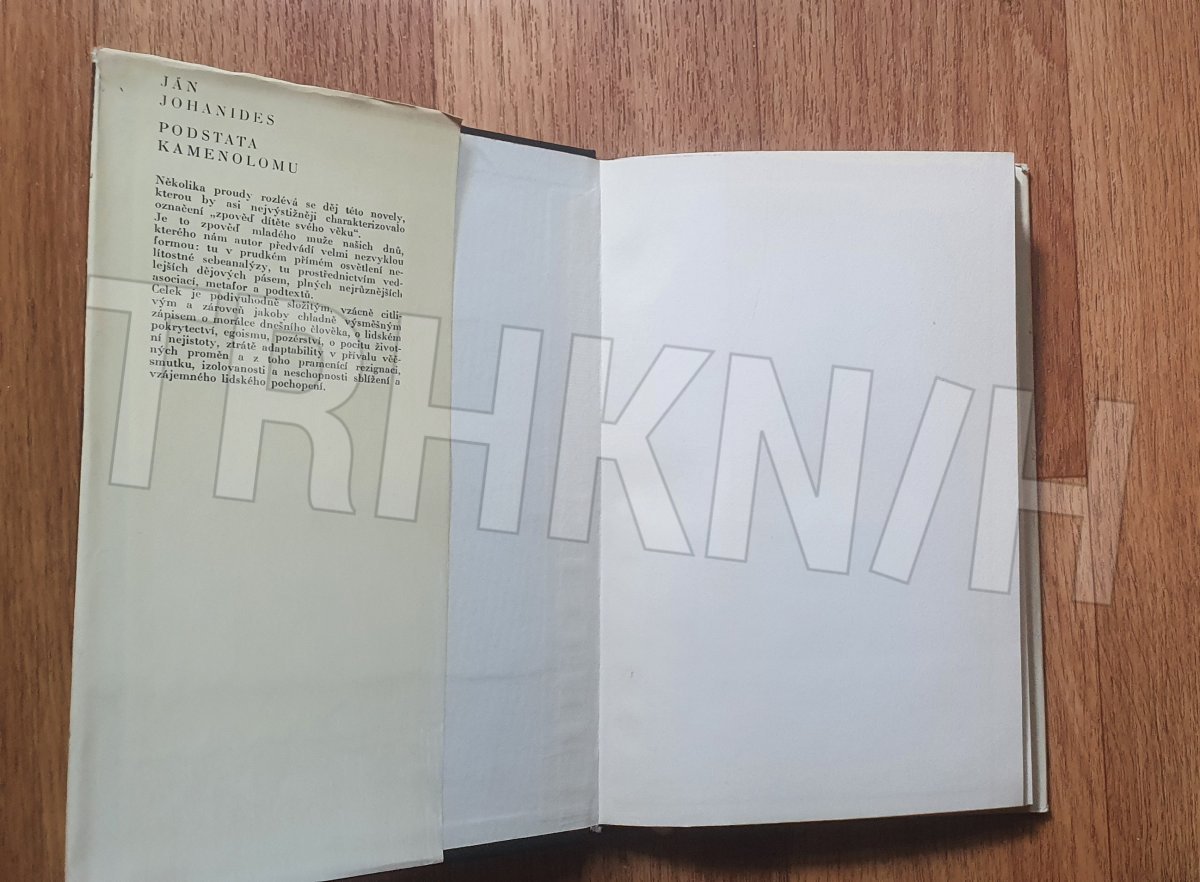 JÁN
JOHANIDES
PODSTATA
KAMENOLOMU
Několika proudy rozlévá se děj této novely,
kterou by asi nejvýstižněji charakterizovalo
označení „zpověď dítěte svého věku“.
Je to zpověď mladého muže našich dnů,
kterého nám autor předvádí velmi nezvyklou
formou: tu v prudkém přímém osvětlení ne-
lítostné sebeanalýzy, tu prostřednictvím ved-
lejších dějových pásem, plných nejrůznějších
asociací, metafor a podtextů.
Celek je podivuhodně složitým, vzácně citli-
vým a zároveň jakoby chladně výsměšným
zápisem o morálce dnešního člověka, o lidském
pokrytectví, egoismu, pozérství, o pocitu život-
ní nejistoty, ztrátě adaptability v přívalu věč-
ných proměn a z toho pramenící rezignaci,
smutku, izolovanosti a neschopnosti sblížení a
vzájemného lidského pochopení.
TRHKNIH